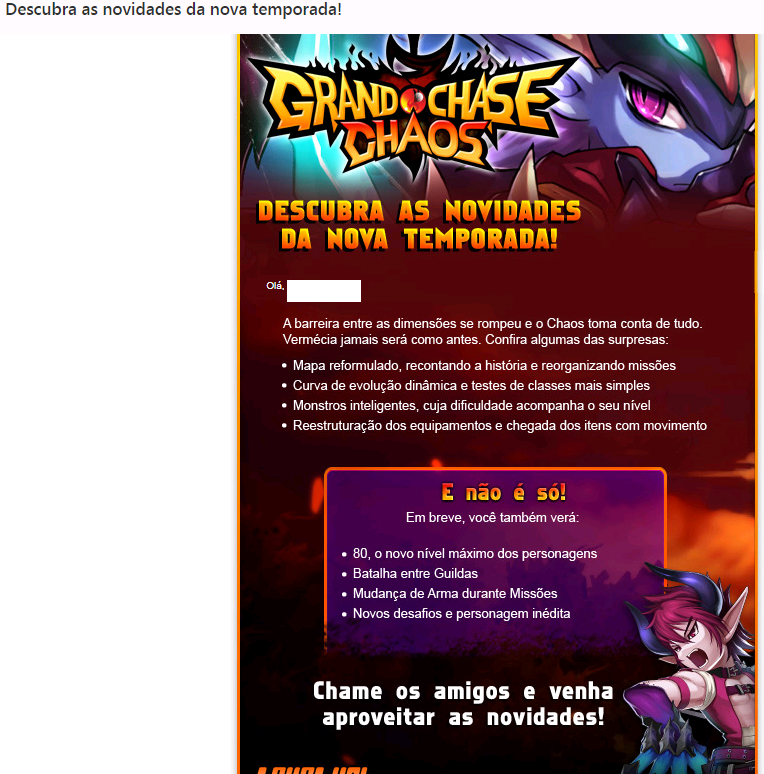 Descubra as novidades da nova temporada!
GRAND CHASE
CHAOS
DESCUBRA AS NOVIDADES
DA NOVA TEMPORADA!
Olá,
A barreira entre as dimensões se rompeu e o Chaos toma conta de tudo.
Vermécia jamais será como antes. Confira algumas das surpresas:
• Mapa reformulado, recontando a história e reorganizando missões
• Curva de evolução dinâmica e testes de classes mais simples
• Monstros inteligentes, cuja dificuldade acompanha o seu nível
• Reestruturação dos equipamentos e chegada dos itens com movimento
E não é só!
Em breve, você também verá:
• 80, o novo nível máximo dos personagens
• Batalha entre Guildas
• Mudança de Arma durante Missões
• Novos desafios e personagem inédita
Chame os amigos e venha
aproveitar as novidades!